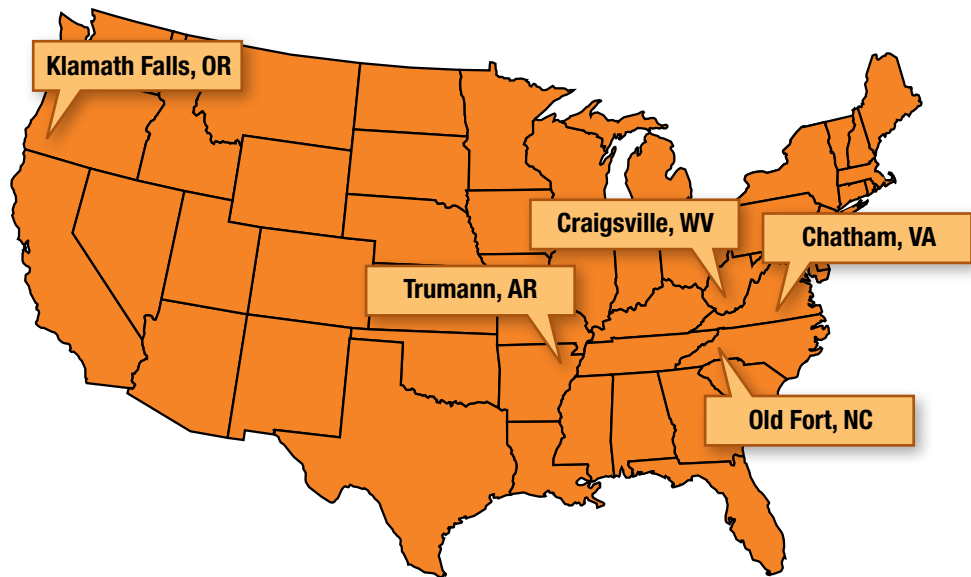 Klamath Falls, OR
Craigsville, WV
Chatham, VA
Trumann, AR
Old Fort, NC